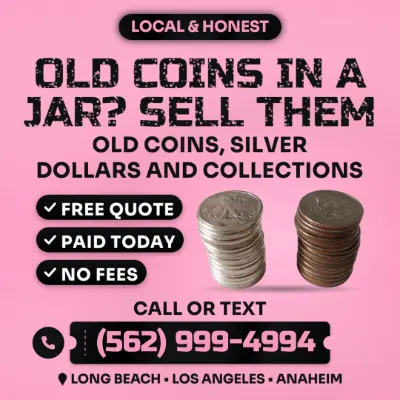 LOCAL & HONEST
OLD COINS IN A
JAR? SELL THEM
OLD COINS, SILVER
DOLLARS AND COLLECTIONS
FREE QUOTE
PAID TODAY
NO FEES
CALL OR TEXT
(562) 999-4994
LONG BEACH ▪ LOS ANGELES ▪ ANAHEIM